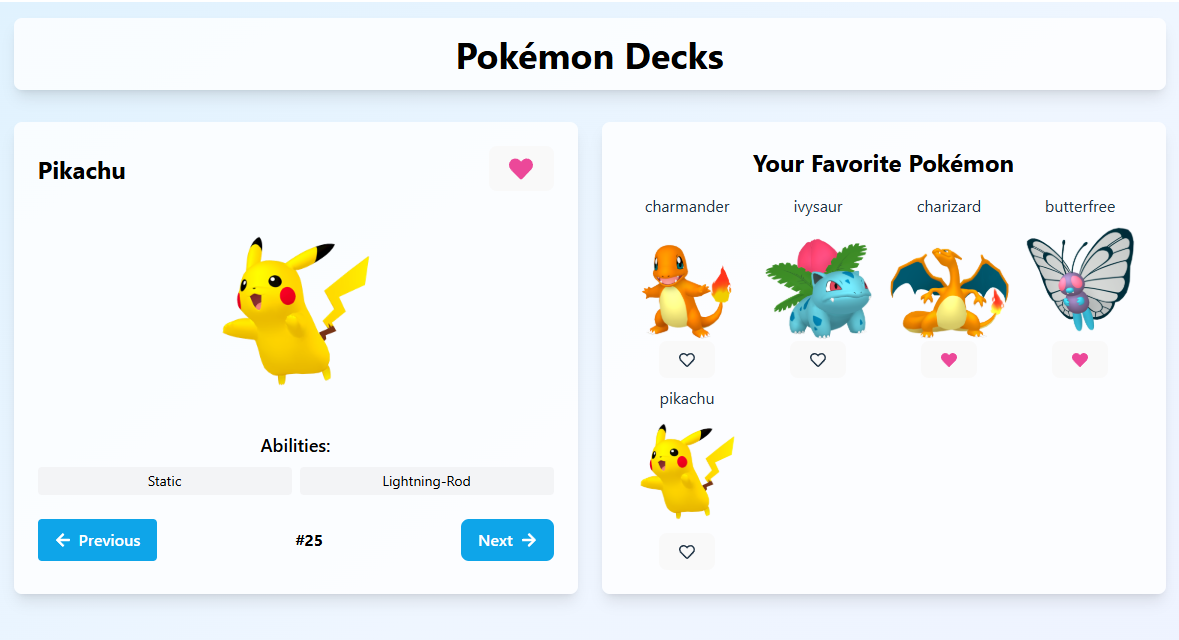 Pokémon Decks
Pikachu
Abilities:
Static
Lightning-Rod
Previous
#25
Next
Your Favorite Pokémon
charmander
ivysaur
charizard
butterfree
pikachu